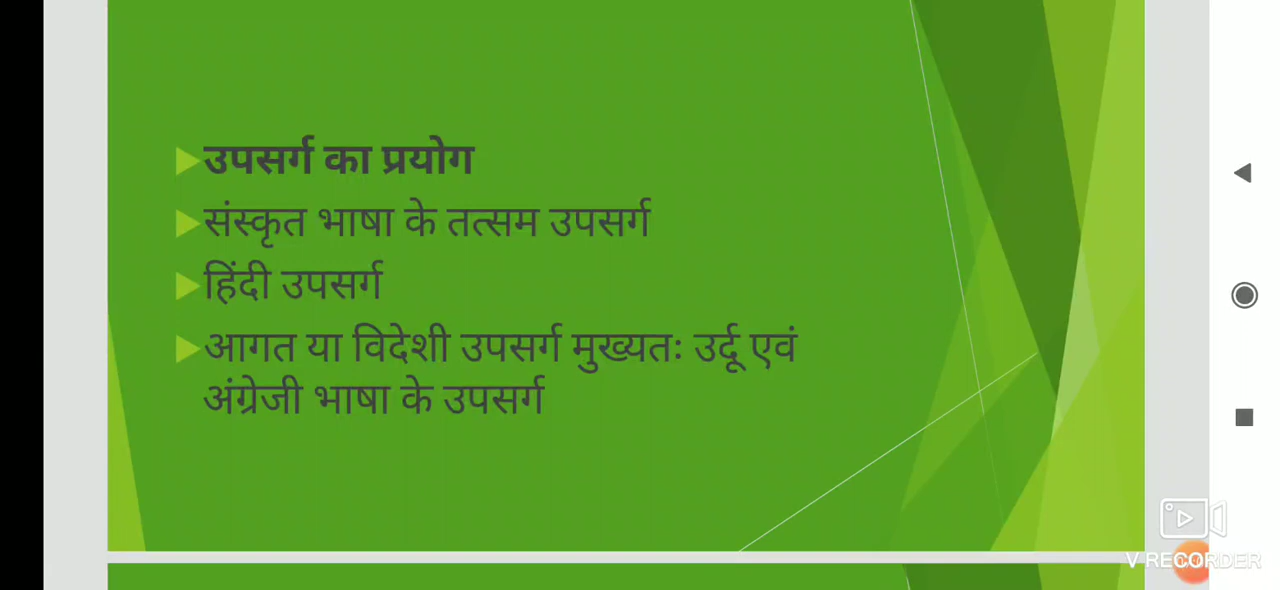 उपसर्ग का प्रयोग
संस्कृत भाषा के तत्सम उपसर्ग
हिंदी उपसर्ग
आगत या विदेशी उपसर्ग मुख्यतः उर्दू एवं
अंग्रेजी भाषा के उपसर्ग
V RECORDER